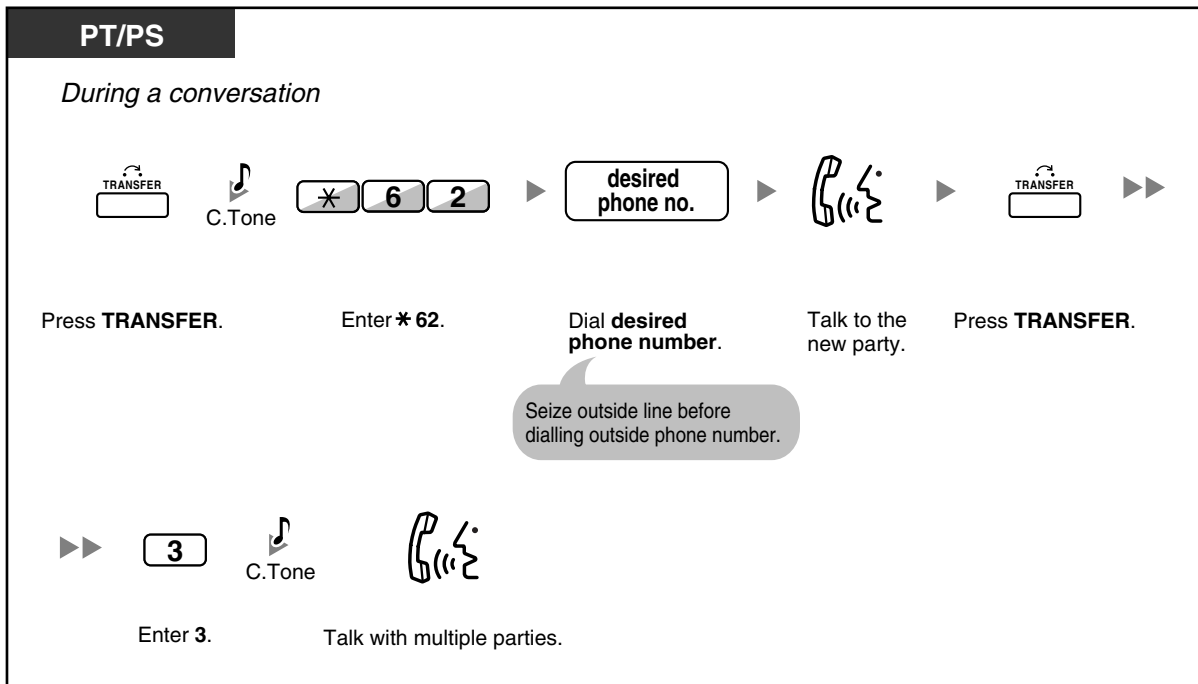 PT/PS
During a conversation
TRANSFER
C.Tone
* 6 2
desired
phone no.
TRANSFER
Press TRANSFER.
Enter * 62.
Dial desired
phone number.
Talk to the
new party.
Press TRANSFER.
Seize outside line before
dialling outside phone number.
3
C.Tone
Enter 3.
Talk with multiple parties.